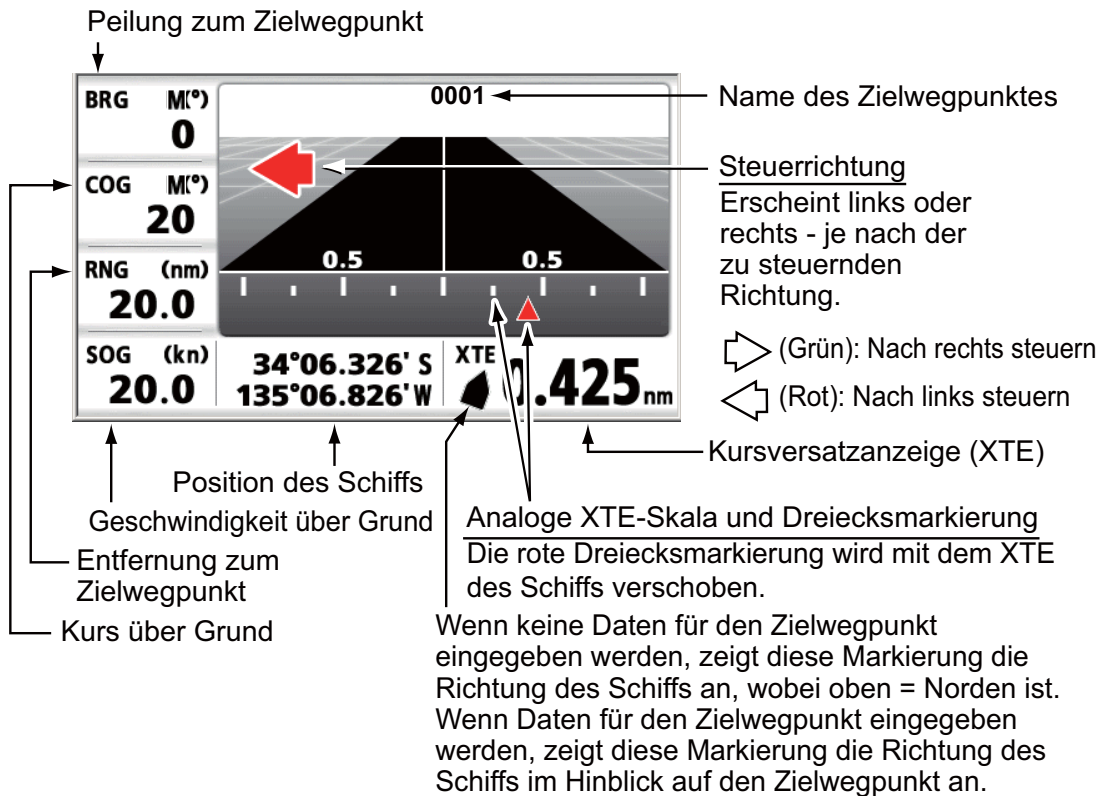 Peilung zum Zielwegpunkt
BRG M(°)
0
COG M(°)
20
RNG (nm)
20.0
SOG (kn)
20.0
0001
0.5 0.5
34°06.326' S
135°06.826' W
XTE
0.425nm
Name des Zielwegpunktes
Steuerrichtung
Erscheint links oder
rechts - je nach der
zu steuernden
Richtung.
(Grün): Nach rechts steuern
(Rot): Nach links steuern
Kursversatzanzeige (XTE)
Position des Schiffs
Geschwindigkeit über Grund
Entfernung zum
Zielwegpunkt
Kurs über Grund
Analoge XTE-Skala und Dreiecksmarkierung
Die rote Dreiecksmarkierung wird mit dem XTE
des Schiffs verschoben.
Wenn keine Daten für den Zielwegpunkt
eingegeben werden, zeigt diese Markierung die
Richtung des Schiffs an, wobei oben = Norden ist.
Wenn Daten für den Zielwegpunkt eingegeben
werden, zeigt diese Markierung die Richtung des
Schiffs im Hinblick auf den Zielwegpunkt an.